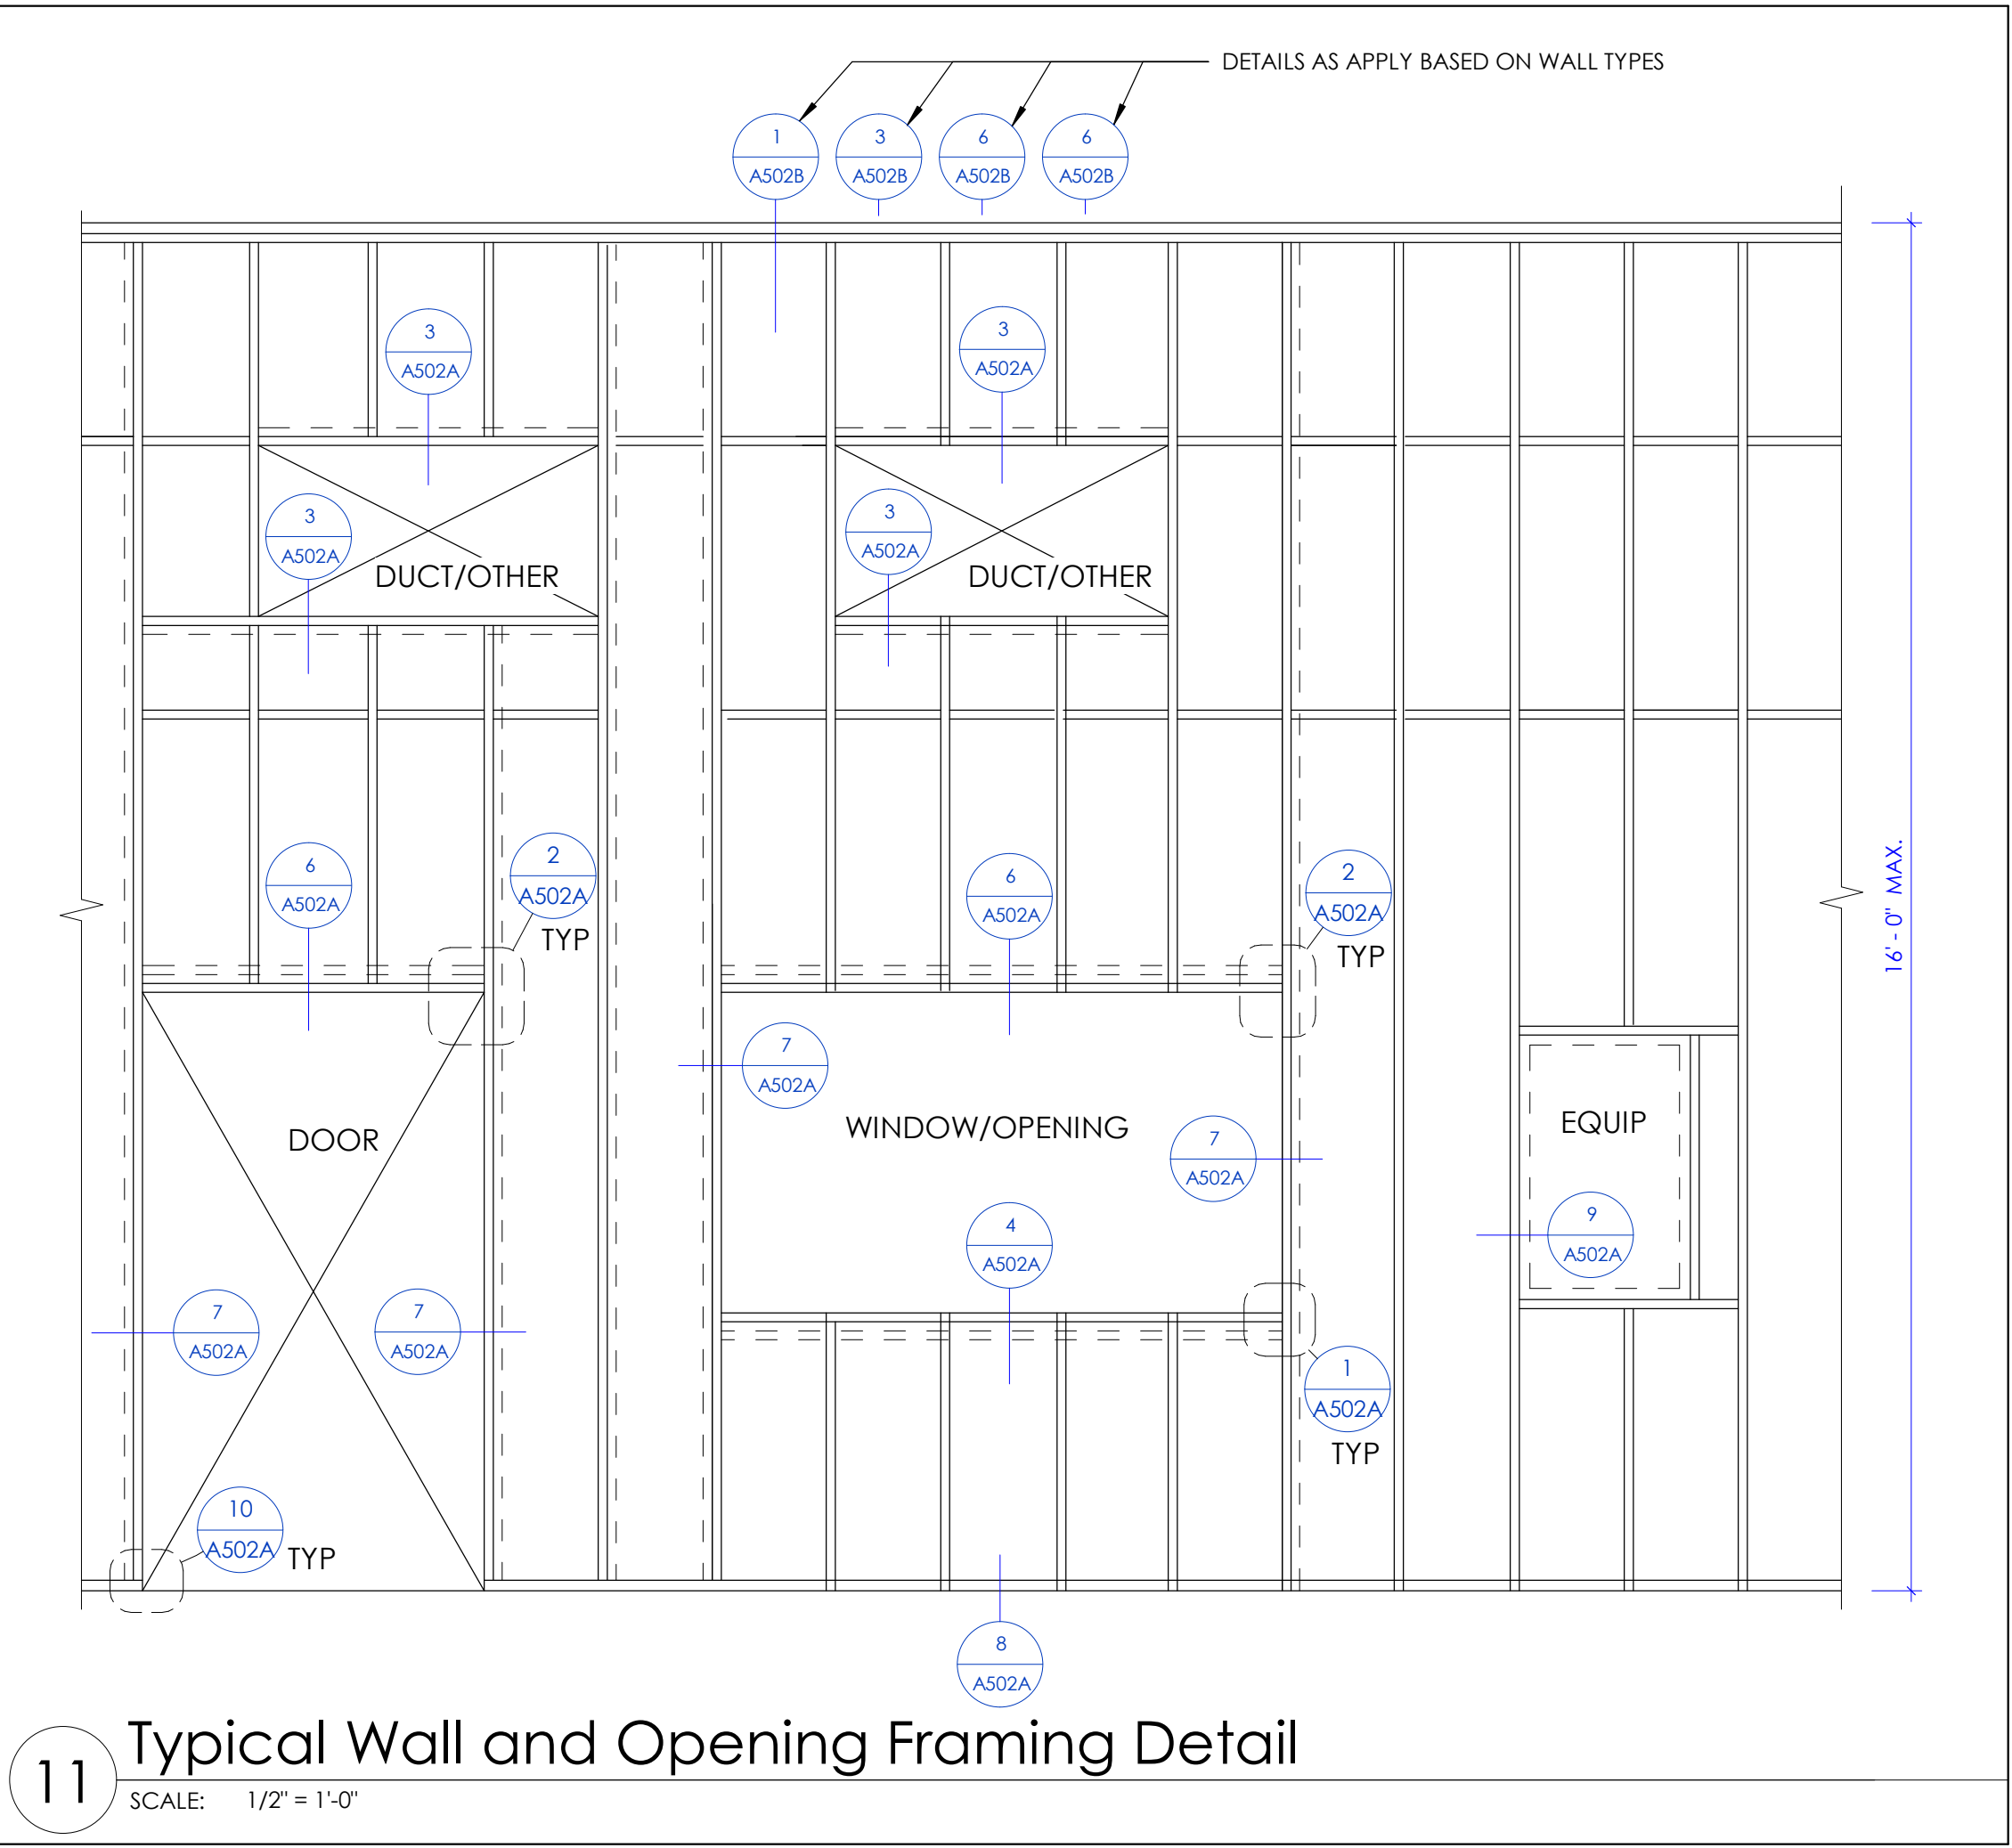 DETAILS AS APPLY BASED ON WALL TYPES
1
A502B
3
A502B
6
A502B
6
A502B
3
A502A
3
A502A
3
A502A
3
A502A
DUCT/OTHER
DUCT/OTHER
6
A502A
2
A502A
TYP
6
A502A
2
A502A
TYP
16' - 0" MAX.
7
A502A
DOOR
WINDOW/OPENING
7
A502A
EQUIP
9
A502A
4
A502A
7
A502A
7
A502A
1
A502A
TYP
10
A502A
TYP
8
A502A
11
Typical Wall and Opening Framing Detail
SCALE: 1/2" = 1'-0"